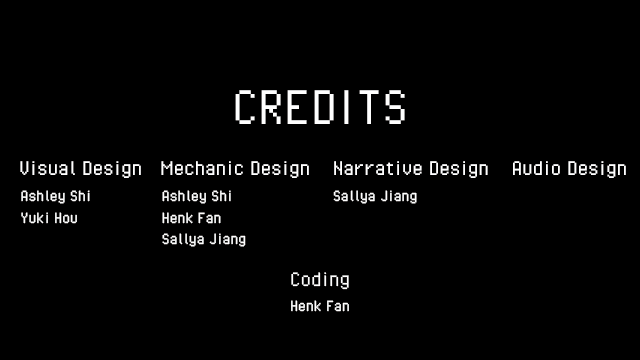 CREDITS
Visual Design
Ashley Shi
Yuki Hou
Mechanic Design
Ashley Shi
Henk Fan
Sallya Jiang
Narrative Design
Sallya Jiang
Audio Design
Coding
Henk Fan